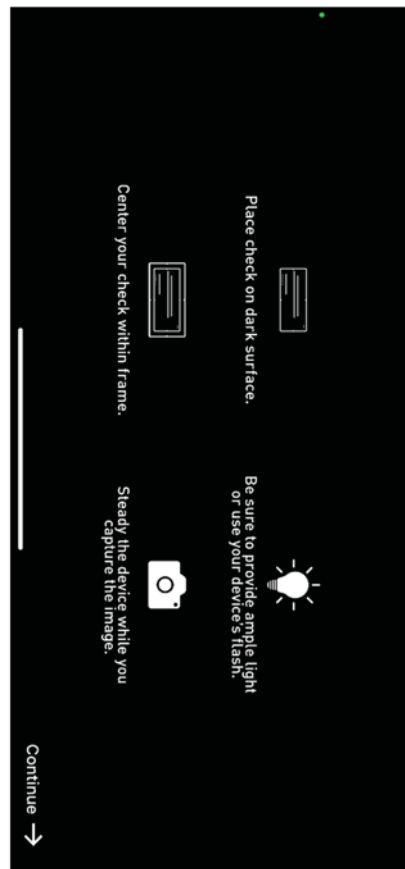 Place check on dark surface.
Be sure to provide ample light
or use your device's flash.
Center your check within frame.
Steady the device while you
capture the image.
Continue →